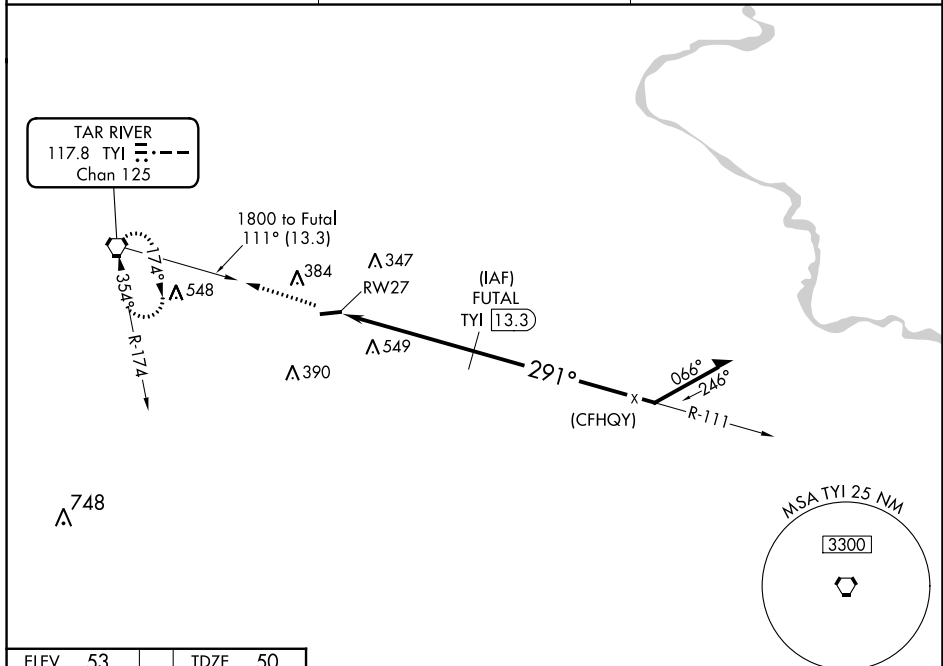 TAR RIVER
117.8 TYI
Chan 125
1800 to Futal
111° (13.3)
384
347
RW27
(IAF)
FUTAL
TYI 13.3
174°
548
354°
R-174
549
390
291°
066°
246°
X
(CFHQY)
R-111
748
MSA TYI 25 NM
3300
ELEV 53
TDZE 50